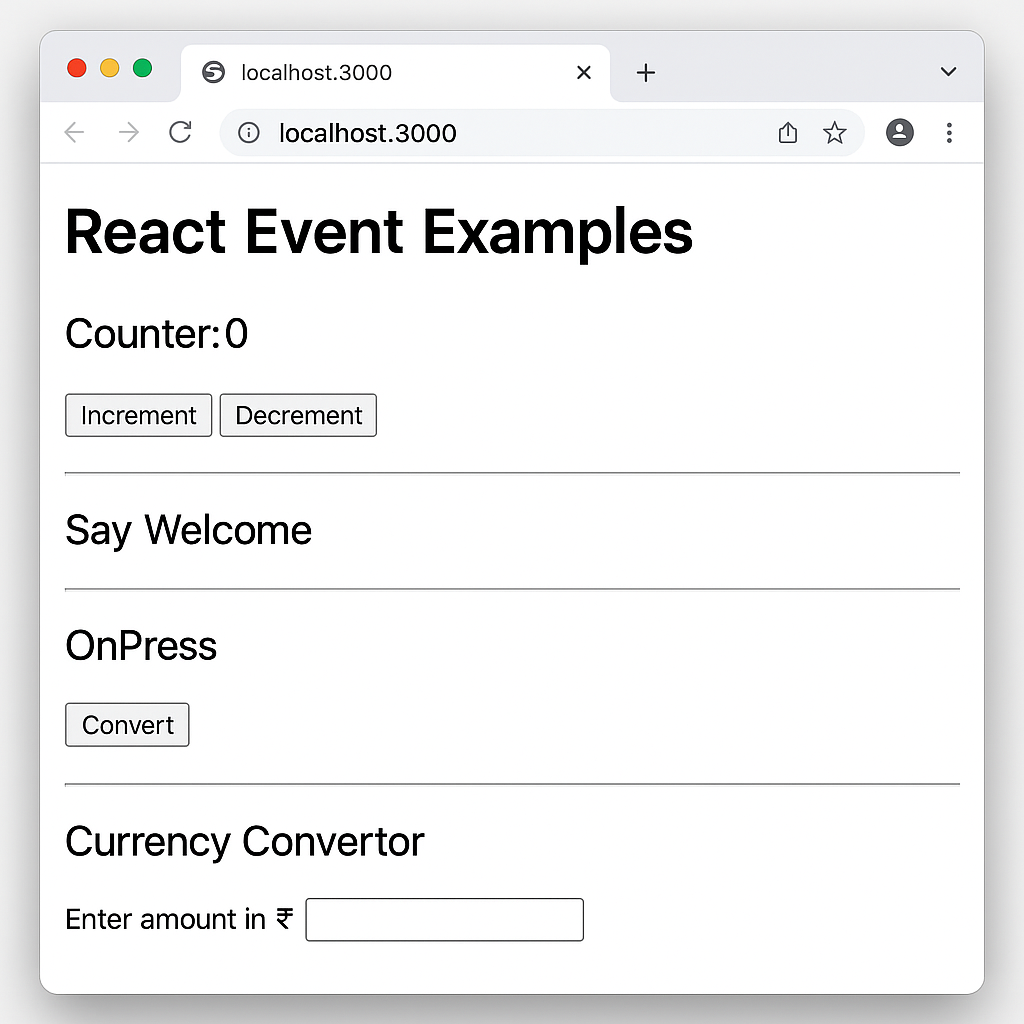 localhost.3000
localhost.3000
React Event Examples
Counter:0
Increment Decrement
Say Welcome
OnPress
Convert
Currency Convertor
Enter amount in ₹